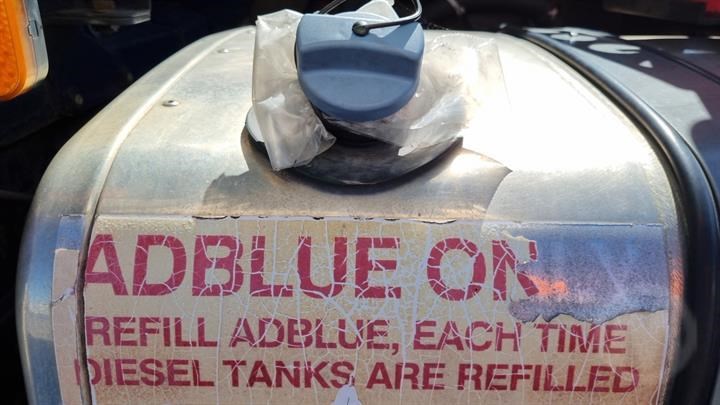 ADBLUE ON
REFILL ADBLUE, EACH TIME
DIESEL TANKS ARE REFILLED